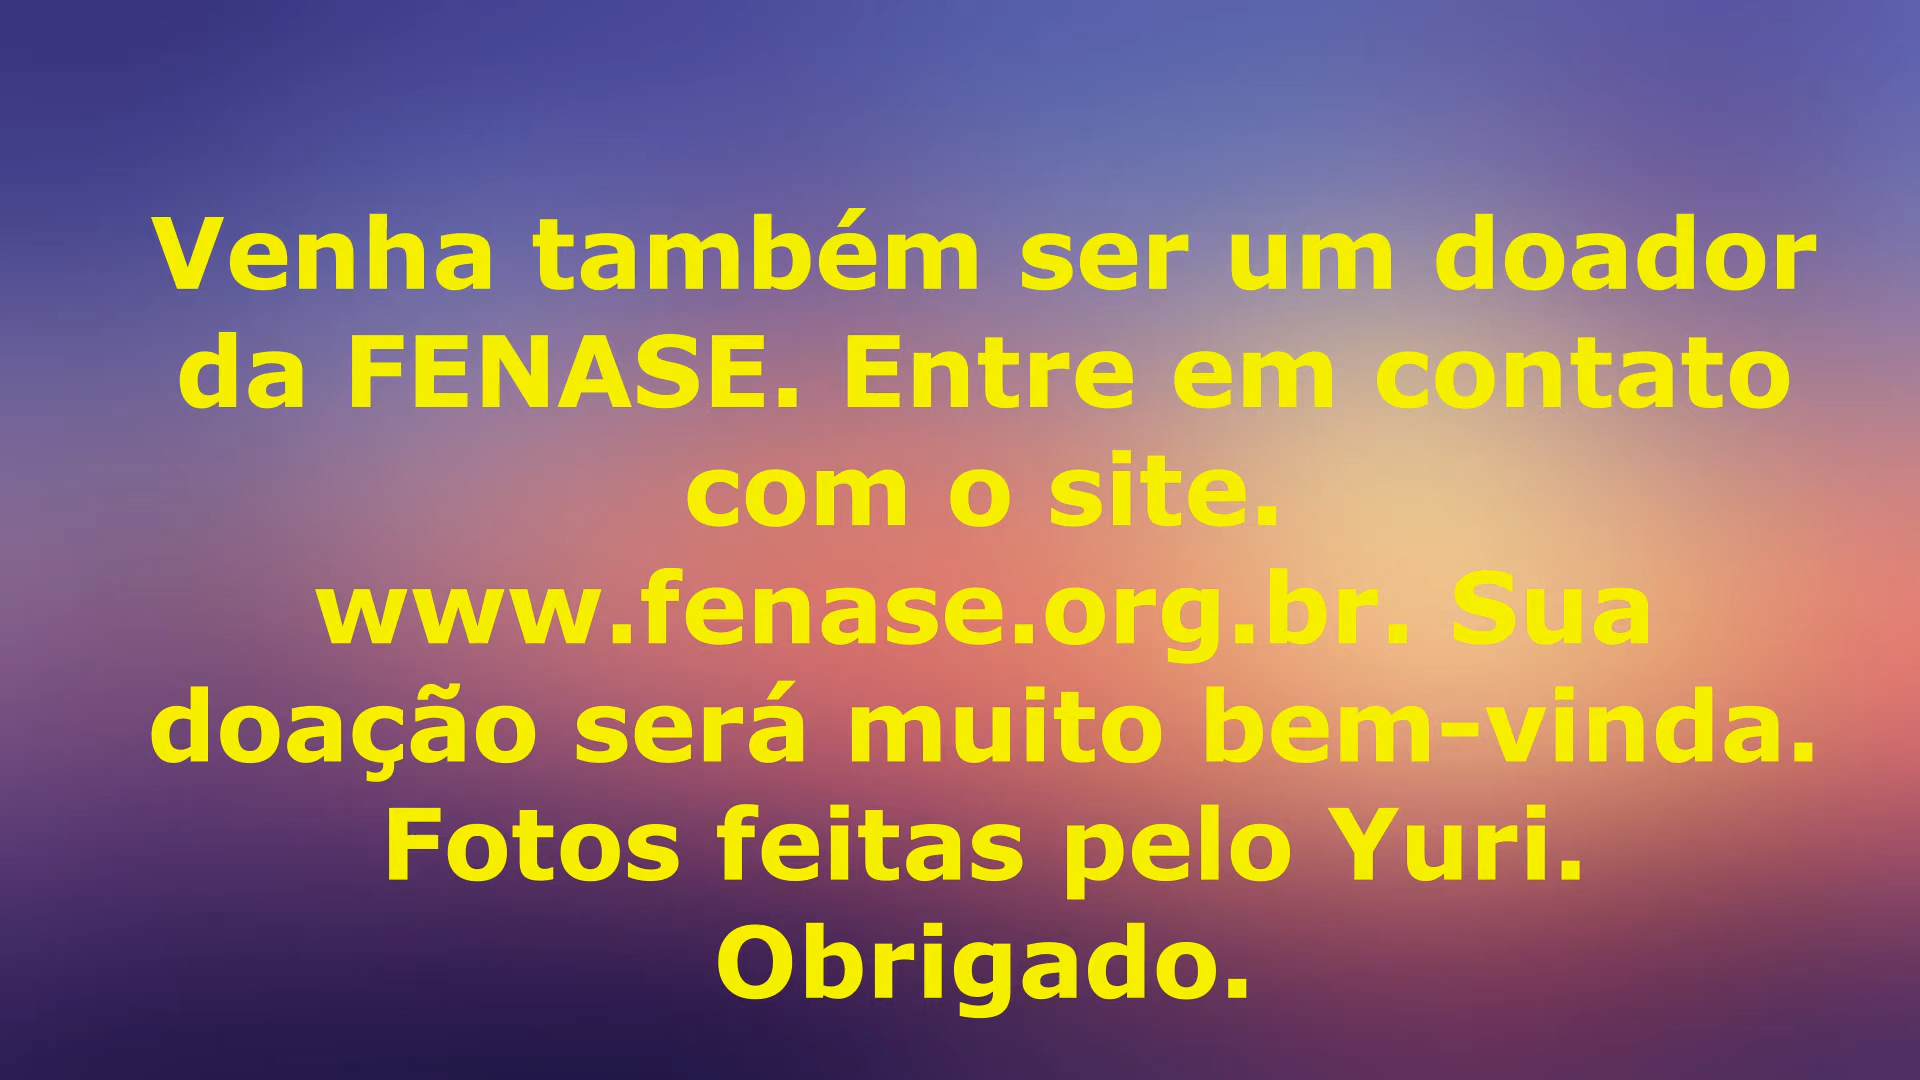 Venha também ser um doador
da FENASE. Entre em contato
com o site.
www.fenase.org.br. Sua
doação será muito bem-vinda.
Fotos feitas pelo Yuri.
Obrigado.